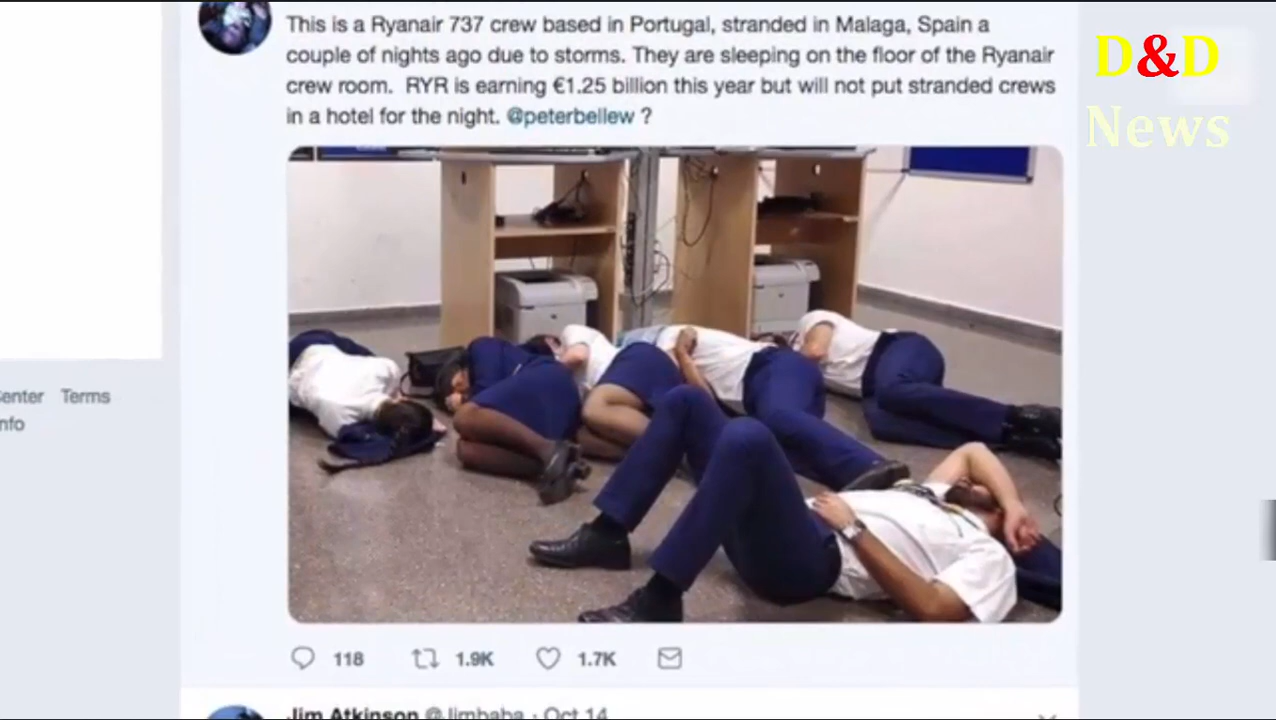 This is a Ryanair 737 crew based in Portugal, stranded in Malaga, Spain a
couple of nights ago due to storms. They are sleeping on the floor of the Ryanair
crew room.  RYR is earning €1.25 billion this year but will not put stranded crews
in a hotel for the night. @peterbellew ?
D&D
News
Terms
118
1.9K
1.7K
Jim Atkinson @Jimbaba · Oct 14